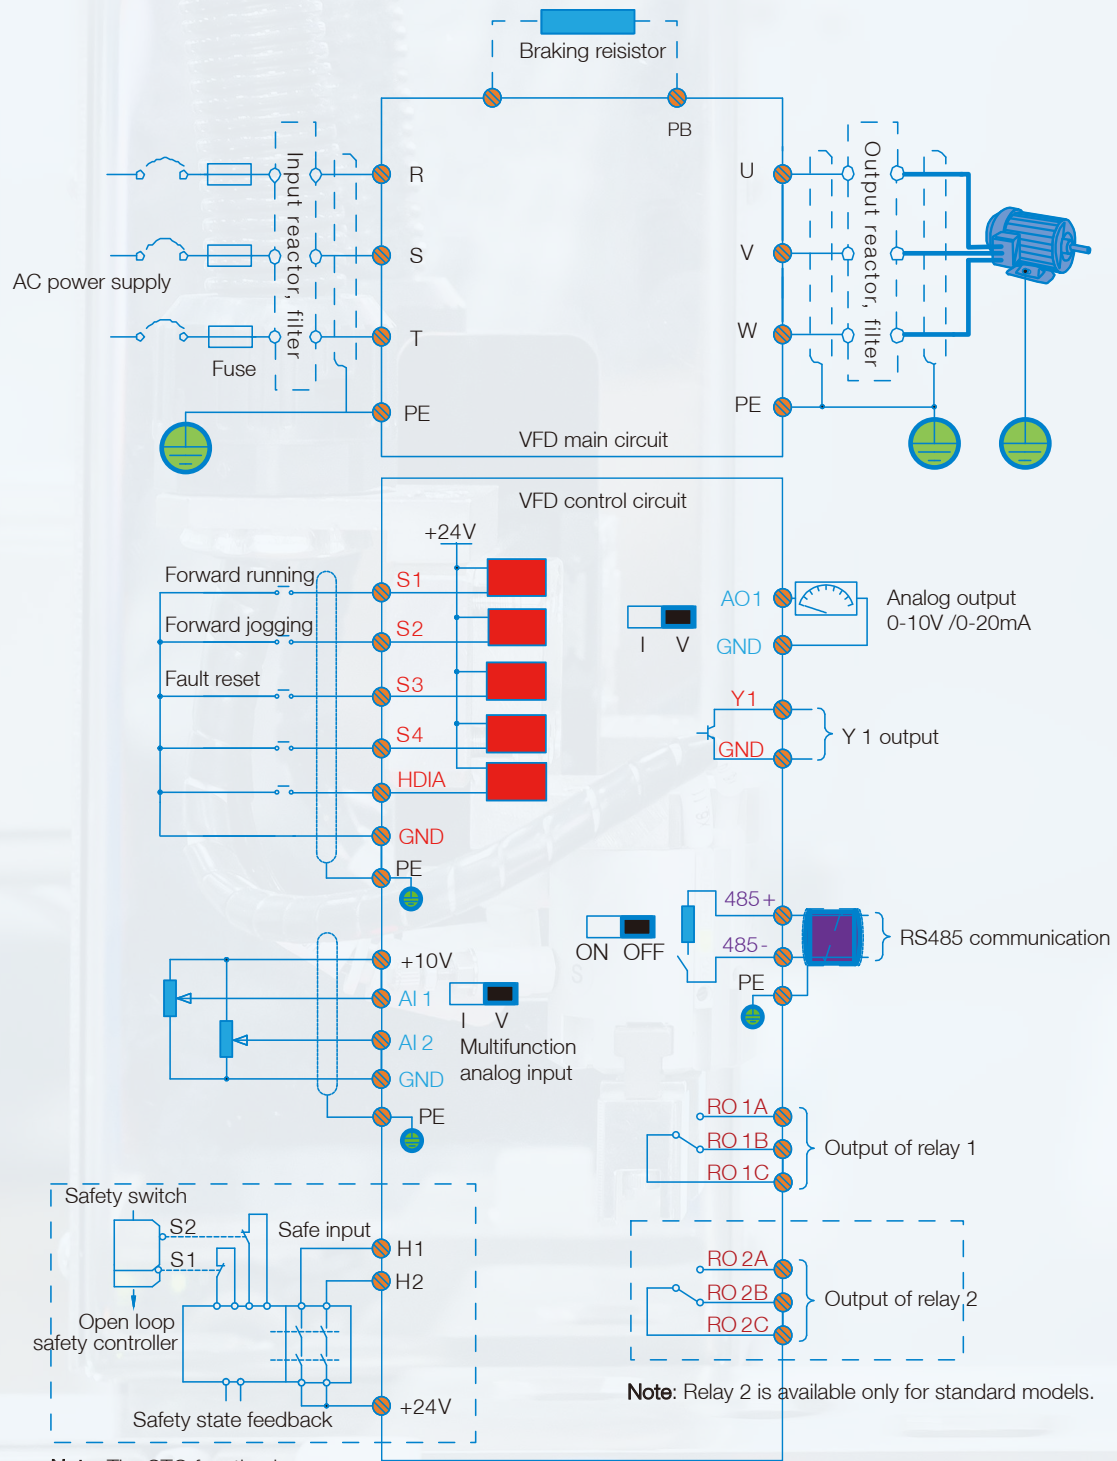 Braking reisistor
PB
R
S
T
PE
U
V
W
PE
Input reactor, filter
Output reactor, filter
AC power supply
Fuse
VFD main circuit
VFD control circuit
+24V
Forward running
S1
Forward jogging
S2
Fault reset
S3
S4
HDIA
GND
PE
AO1
GND
I V
Analog output
0-10V /0-20mA
Y1
GND
Y 1 output
485+
485-
PE
ON OFF
RS485 communication
+10V
AI 1
AI 2
GND
PE
I V
Multifunction
analog input
RO 1A
RO 1B
RO 1C
Output of relay 1
Safety switch
S2
S1
Safe input
H1
H2
Open loop
safety controller
Safety state feedback
+24V
RO 2A
RO 2B
RO 2C
Output of relay 2
Note: Relay 2 is available only for standard models.